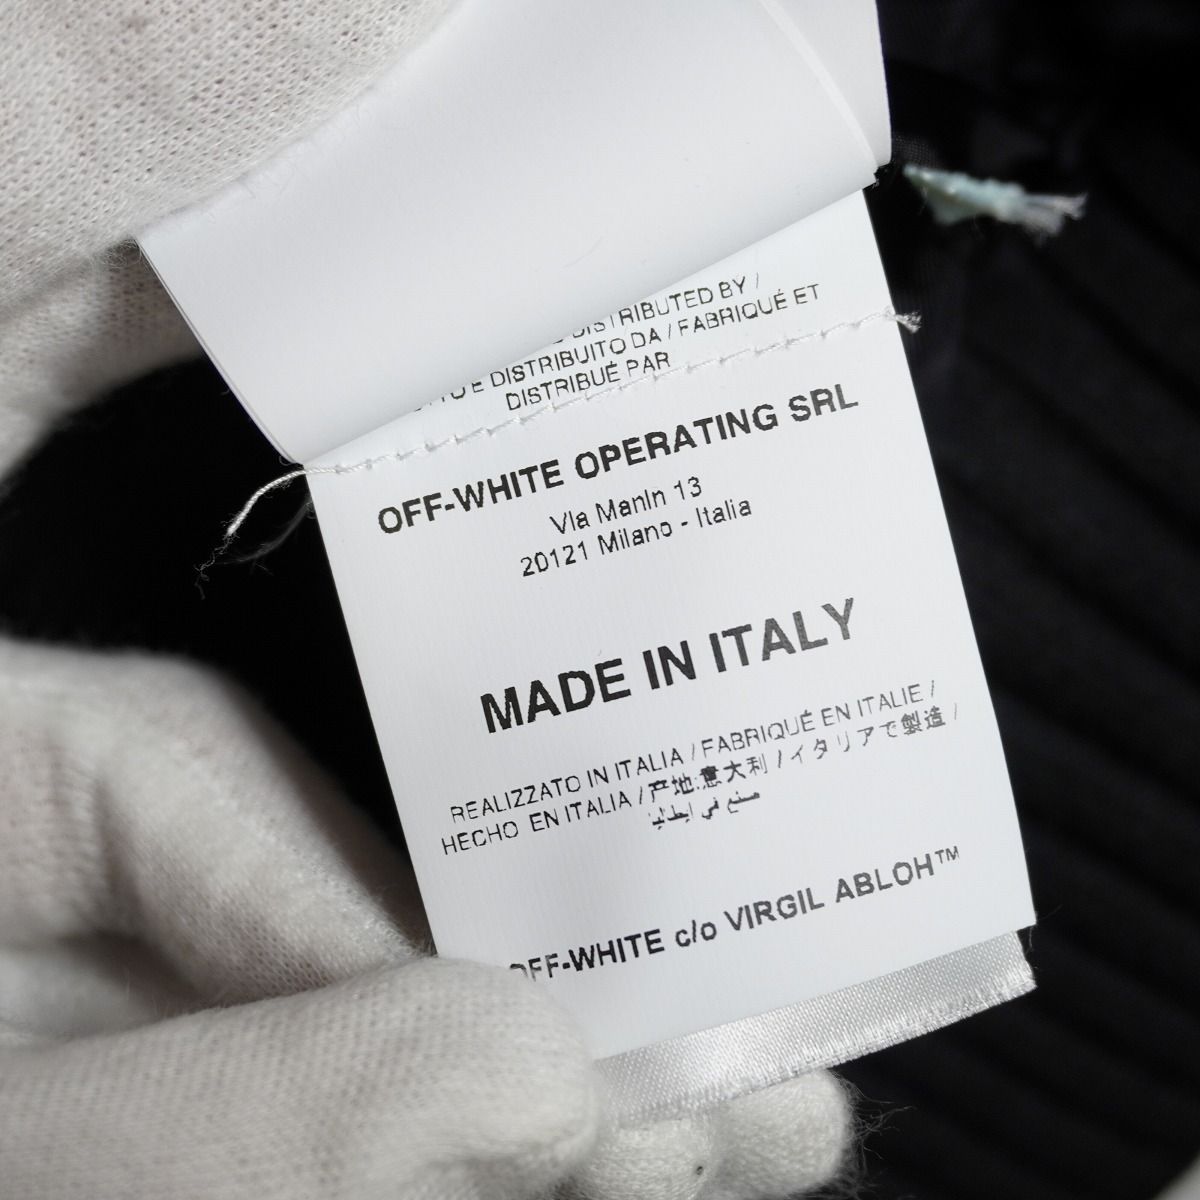 DISTRIBUTED BY /
E DISTRIBUITO DA / FABRIQUÉ ET
DISTRIBUÉ PAR
OFF-WHITE OPERATING SRL
Via Manin 13
20121 Milano - Italia
MADE IN ITALY
REALIZZATO IN ITALIA / FABRIQUÉ EN ITALIE /
HECHO EN ITALIA / 产地:意大利 / イタリアで製造 /
صنع في إيطاليا
OFF-WHITE c/o VIRGIL ABLOH™